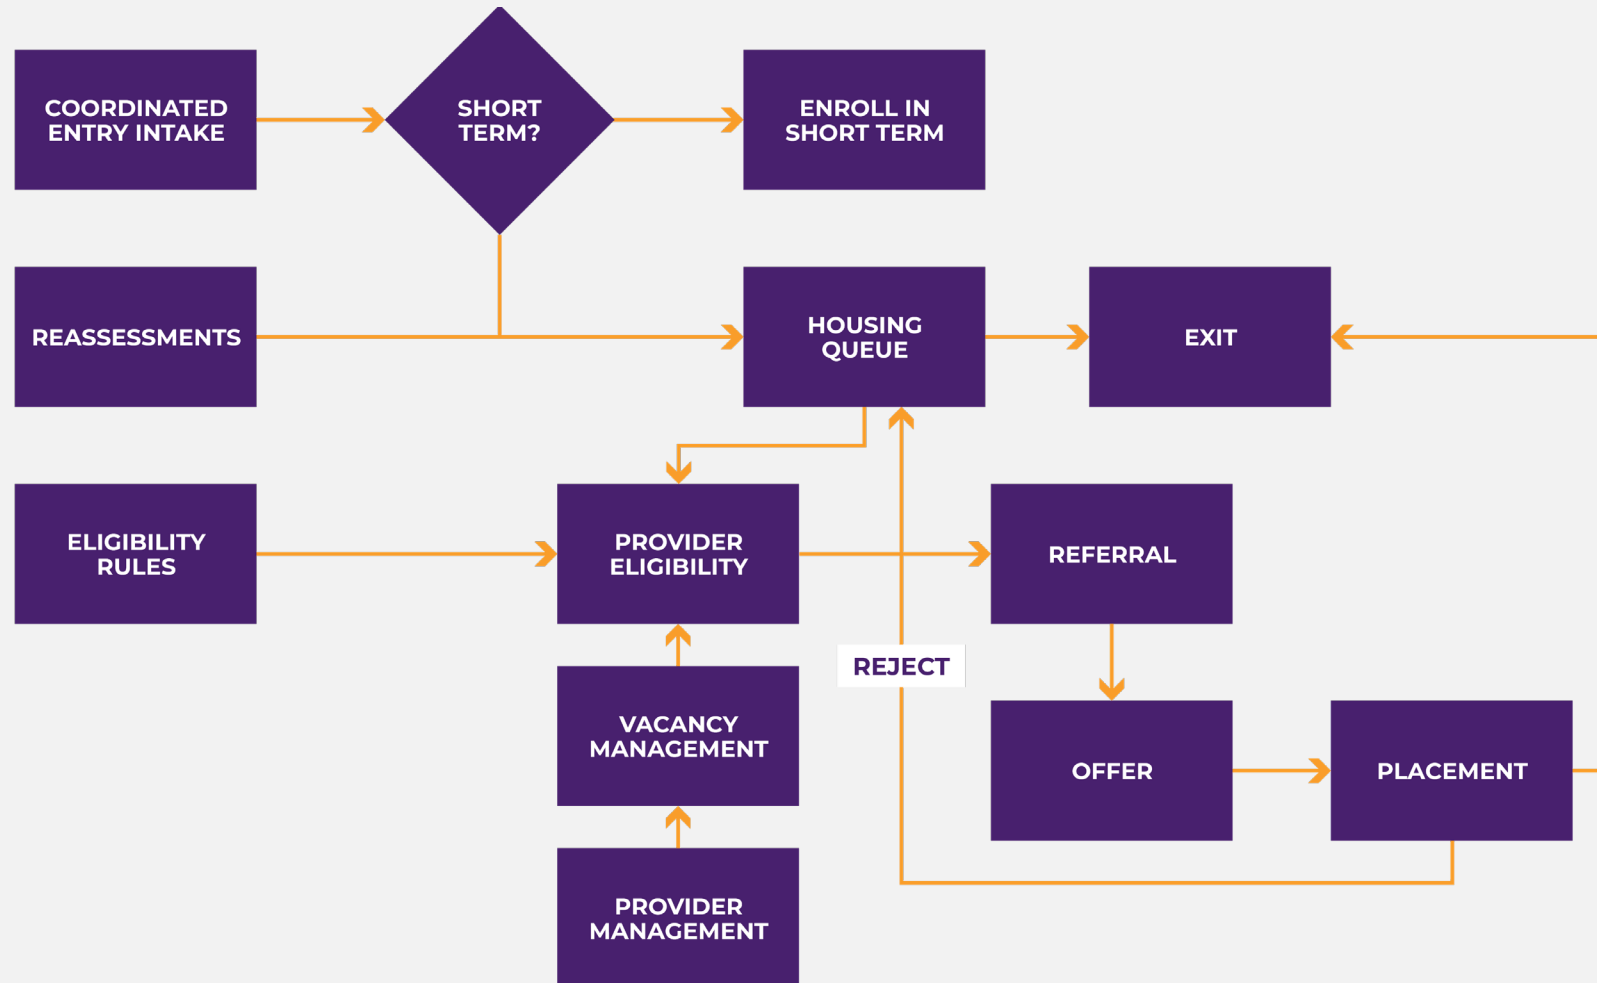 COORDINATED
ENTRY INTAKE
SHORT
TERM?
ENROLL IN
SHORT TERM
REASSESSMENTS
HOUSING
QUEUE
EXIT
ELIGIBILITY
RULES
PROVIDER
ELIGIBILITY
REFERRAL
REJECT
VACANCY
MANAGEMENT
OFFER
PLACEMENT
PROVIDER
MANAGEMENT